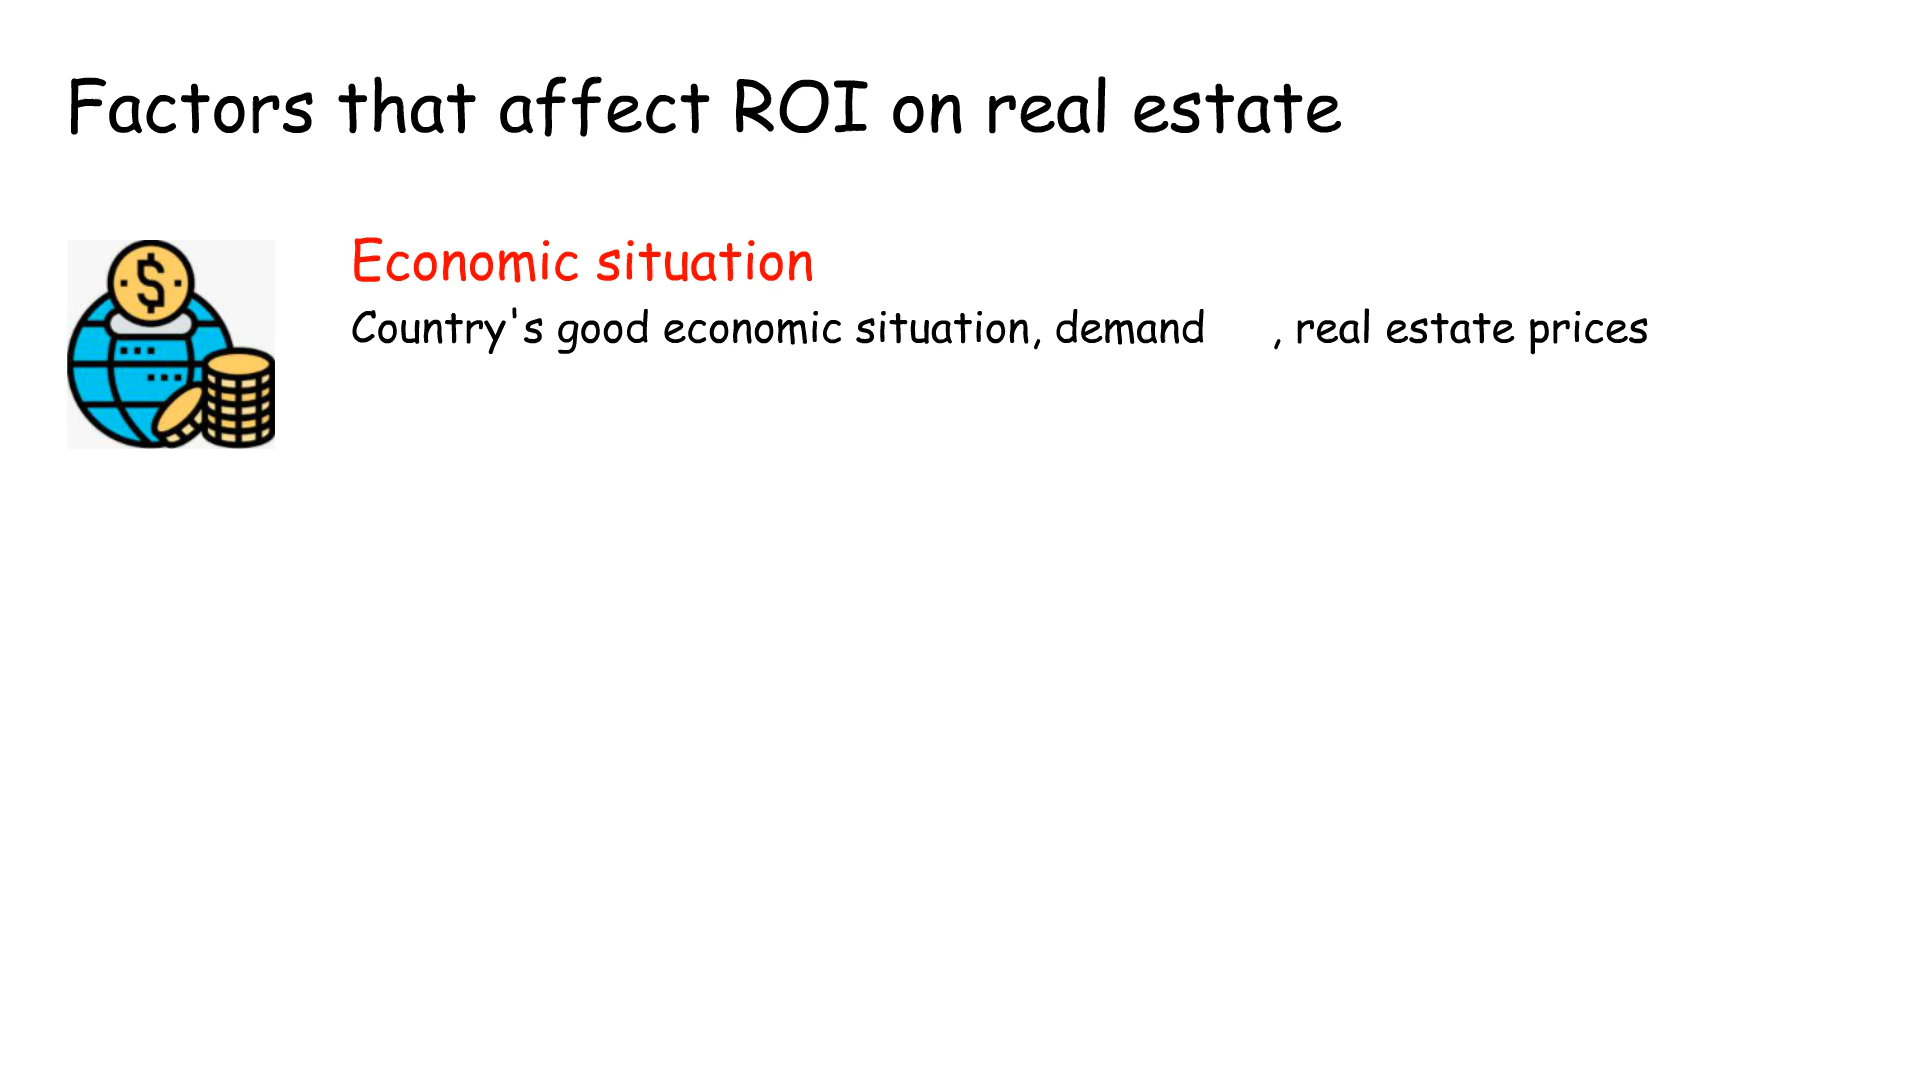 Factors that affect ROI on real estate
Economic situation
Country's good economic situation, demand , real estate prices
$